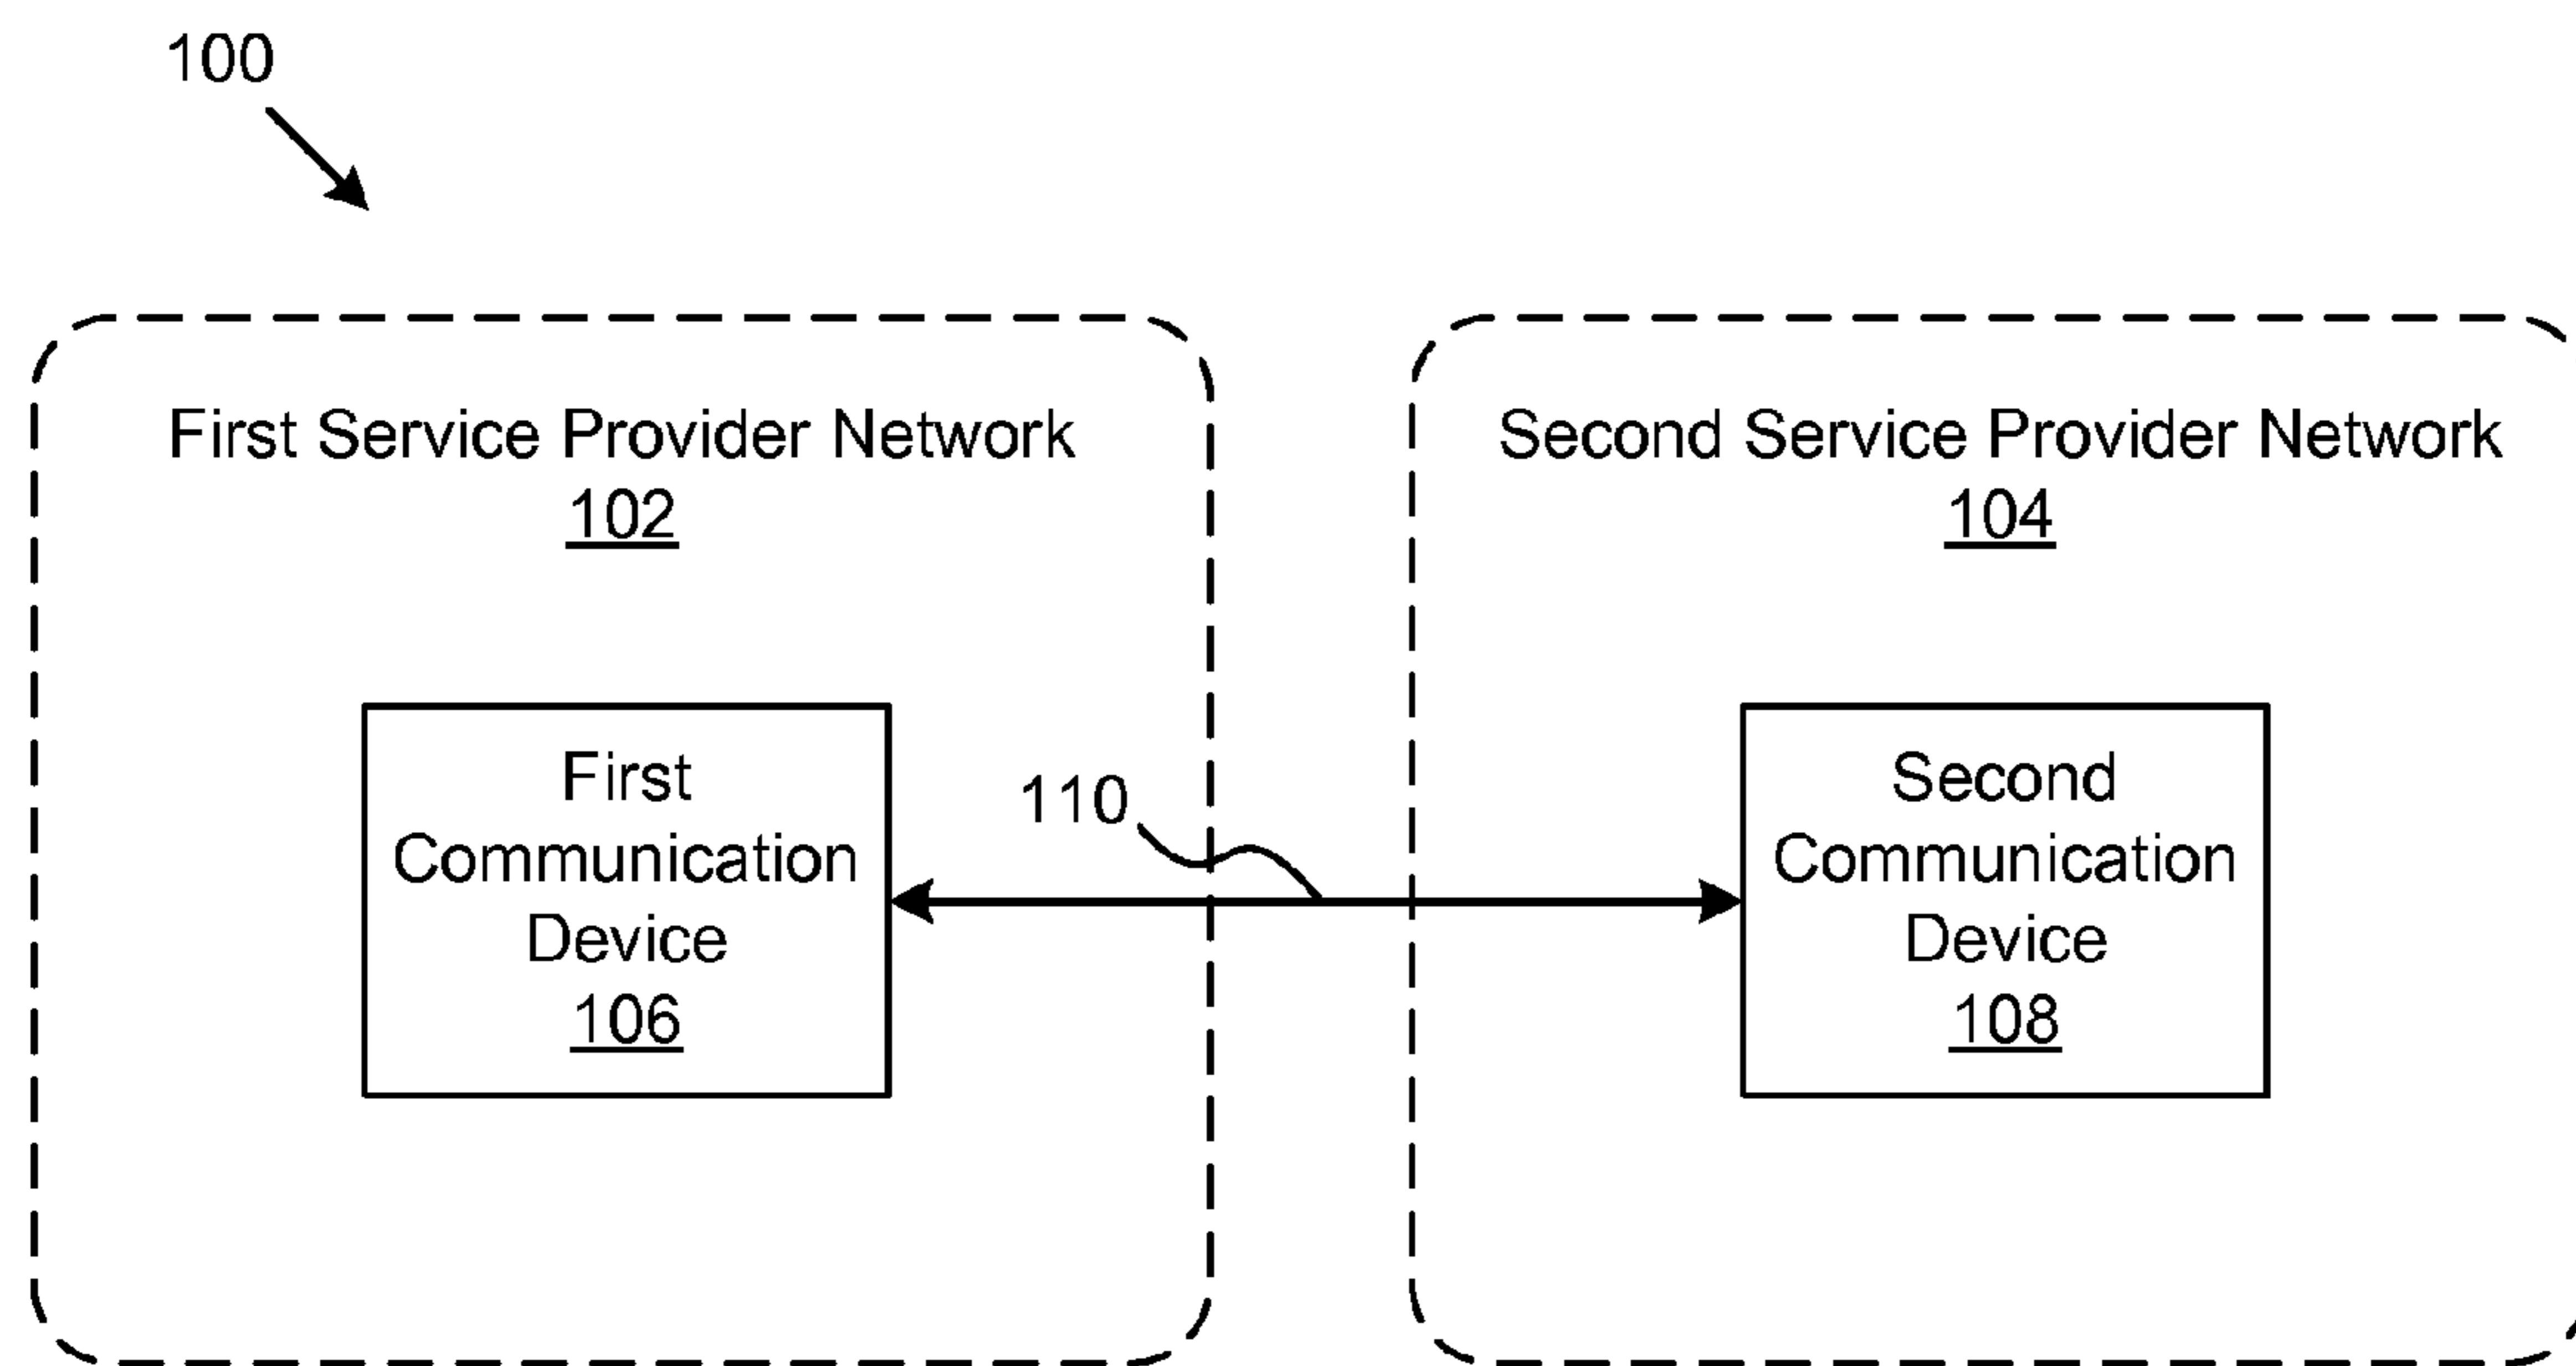 100
First Service Provider Network
102
Second Service Provider Network
104
First
Communication
Device
106
110
Second
Communication
Device
108